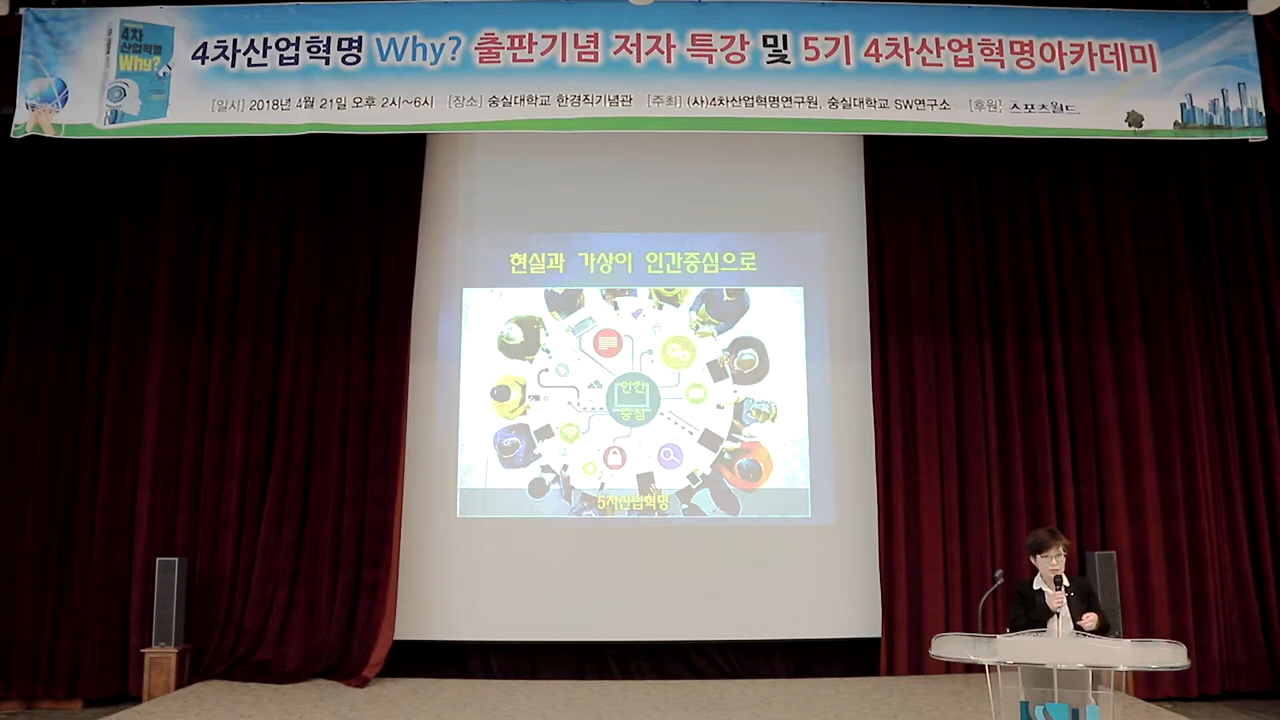 4차산업혁명 Why? 출판기념 저자 특강 및 5기 4차산업혁명아카데미
4차
산업혁명
Why?
[일시] 2018년 4월 21일 오후 2시~6시 [장소] 숭실대학교 한경직기념관 [주최] (사)4차산업혁명연구원, 숭실대학교 SW연구소 [후원] 스포츠월드
현실과 가상이 인간중심으로
인간
중심
5차산업혁명